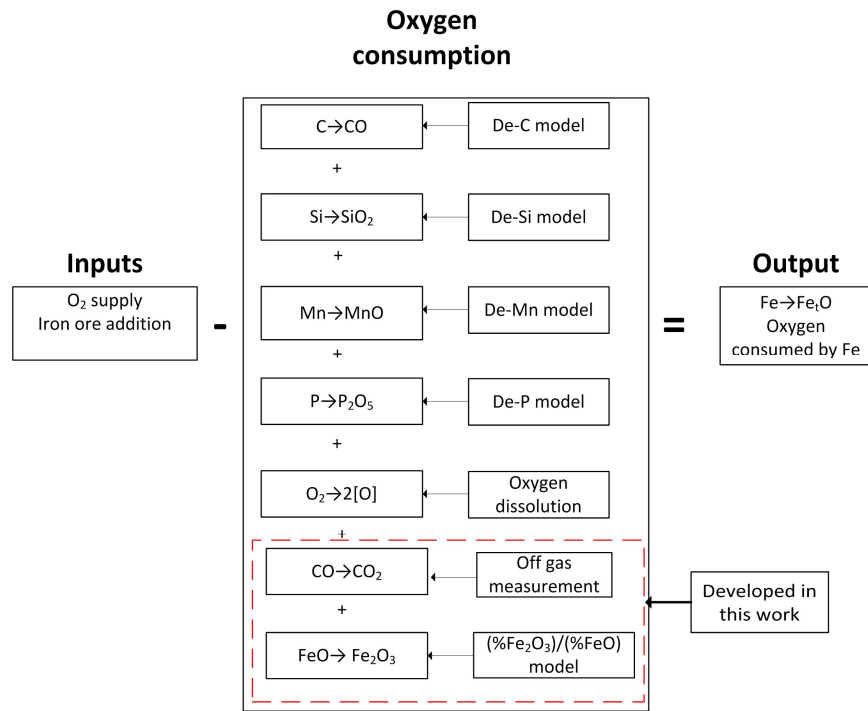 Oxygen
consumption
C→CO
De-C model
+
Si→SiO₂
De-Si model
+
Inputs
O₂ supply
Iron ore addition
-
Mn→MnO
De-Mn model
=
Output
Fe→FeₜO
Oxygen
consumed by Fe
+
P→P₂O₅
De-P model
+
O₂→2[O]
Oxygen
dissolution
+
CO→CO₂
Off gas
measurement
+
FeO→ Fe₂O₃
(%Fe₂O₃)/(%FeO)
model
Developed in
this work